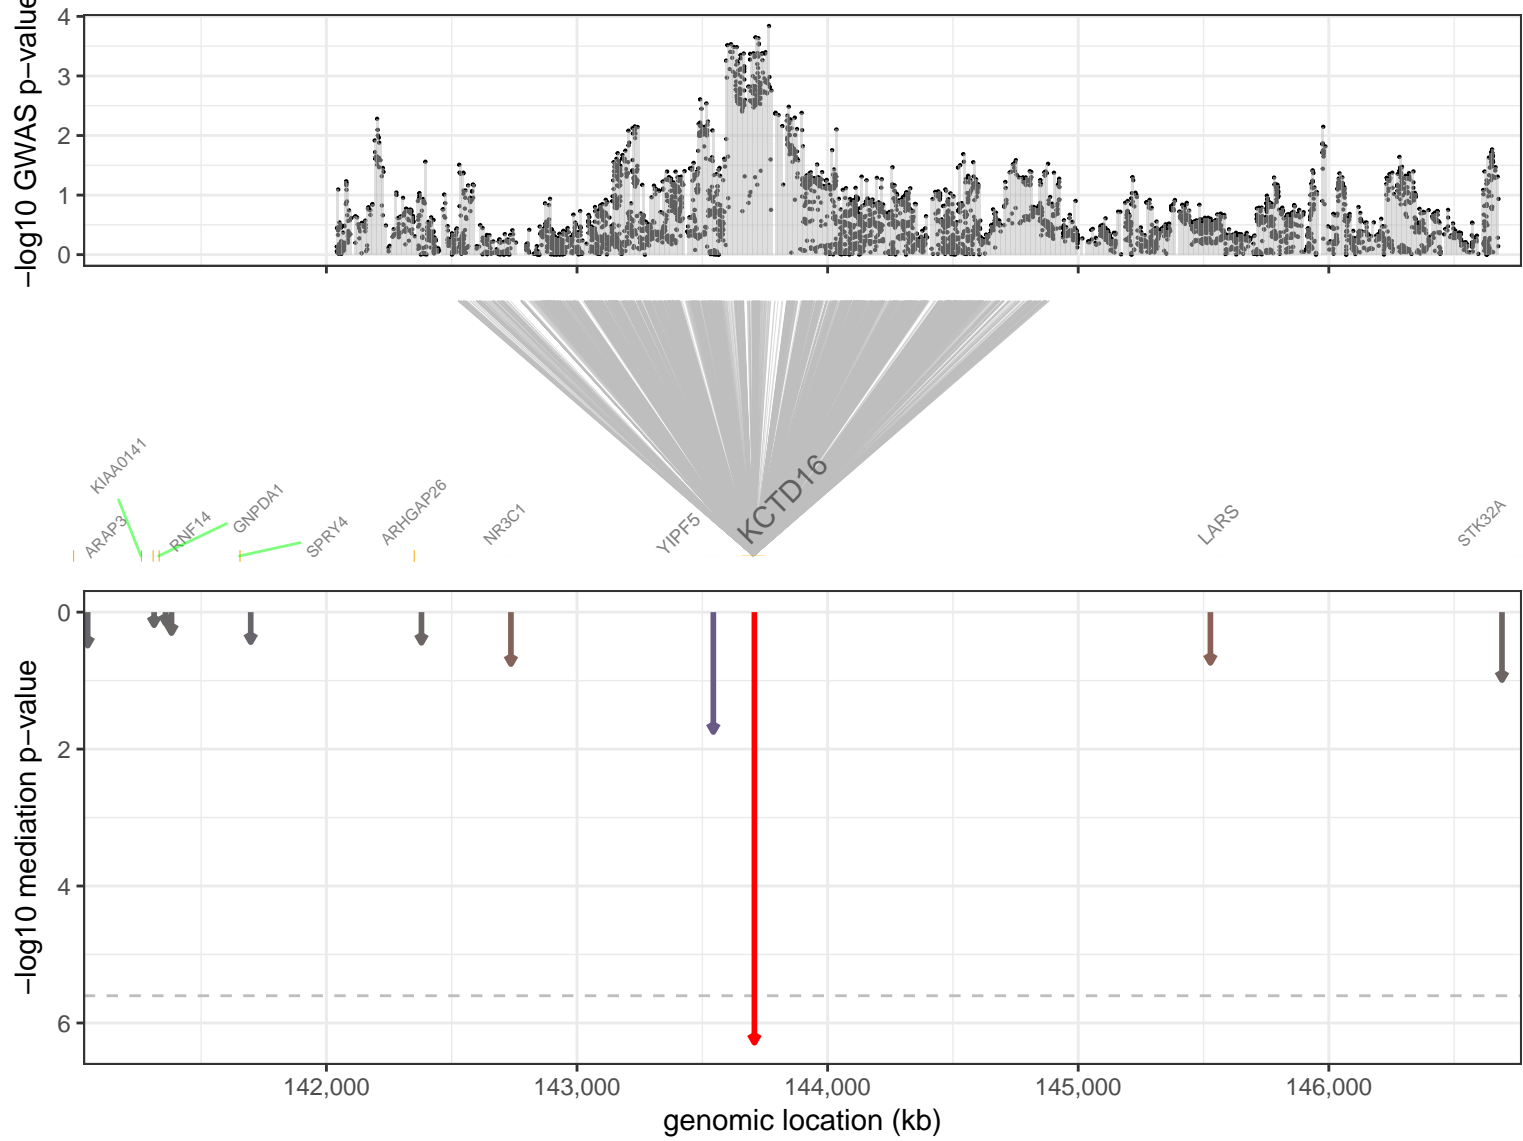 −log10 GWAS p−value
4
3
2
1
0
KIAA0141
ARAP3
RNF14
GNPDA1
SPRY4
ARHGAP26
NR3C1
YIPF5
KCTD16
LARS
STK32A
−log10 mediation p−value
0
2
4
6
142,000
143,000
144,000
145,000
146,000
genomic location (kb)